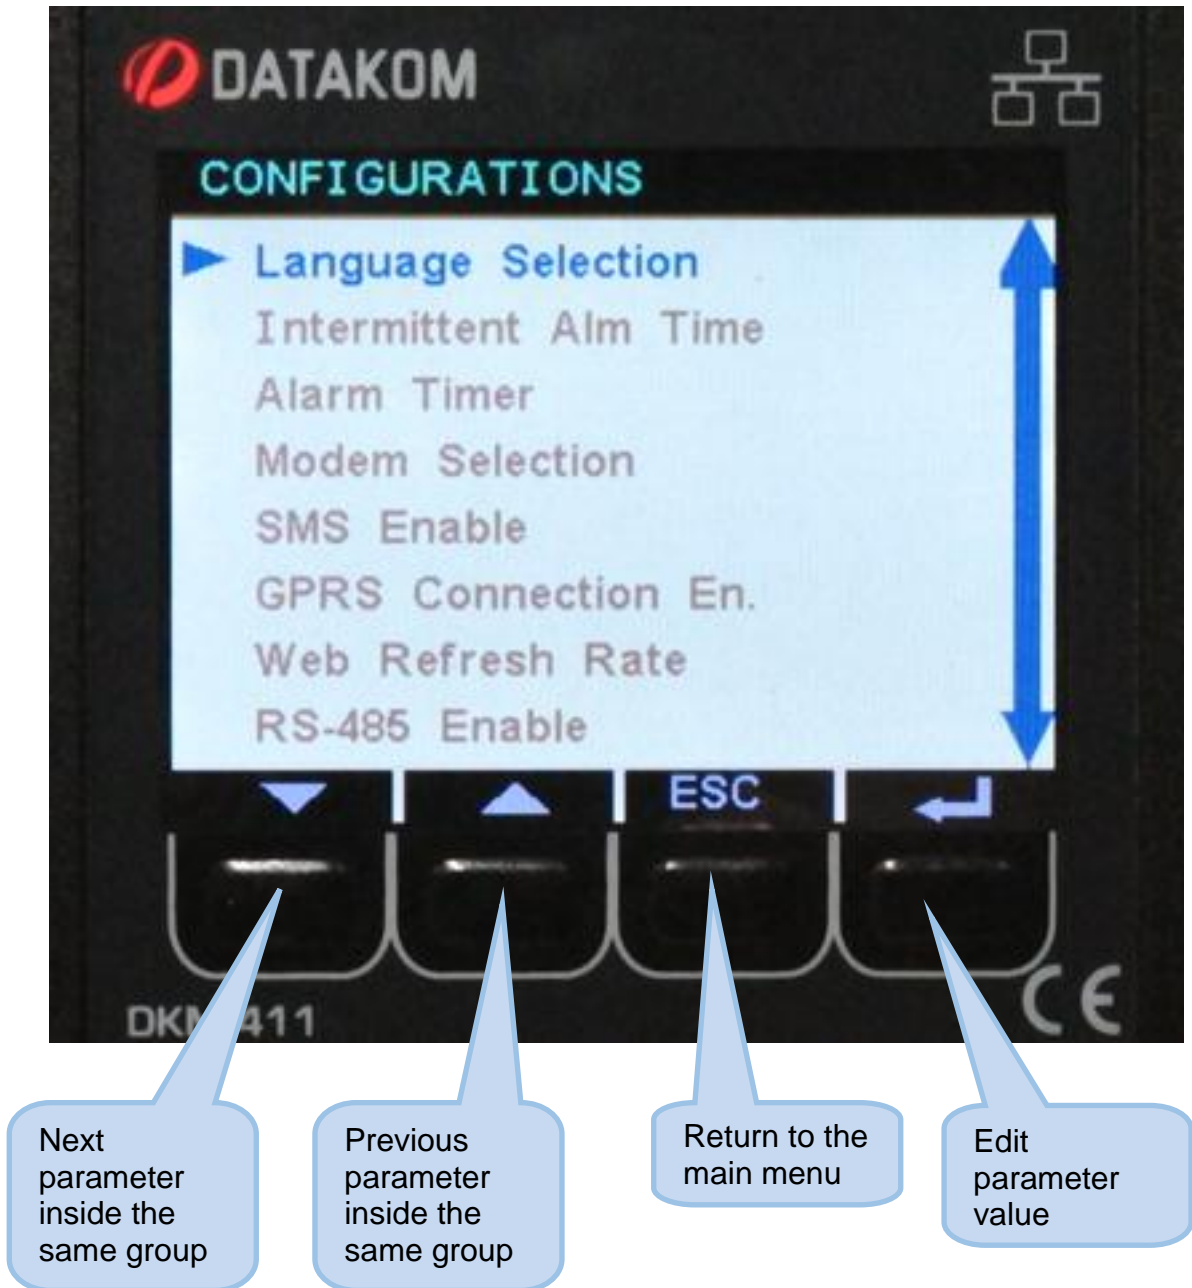 DATAKOM
CONFIGURATIONS
Language Selection
Intermittent Alm Time
Alarm Timer
Modem Selection
SMS Enable
GPRS Connection En.
Web Refresh Rate
RS-485 Enable
ESC
411
CE
Next
parameter
inside the
same group
Previous
parameter
inside the
same group
Return to the
main menu
Edit
parameter
value